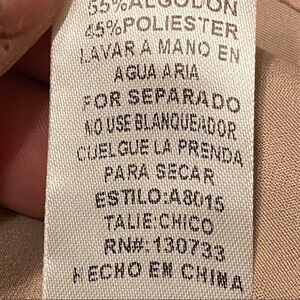 55%ALGODON
45%POLIESTER
LAVAR A MANO EN
AGUA ARIA
FOR SEPARADO
NO USE BLANQUEADOR
CUELGUE LA PRENDA
PARA SECAR
ESTILO:A8015
TALIE:CHICO
RN#: 130733
HECHO EN CHINA